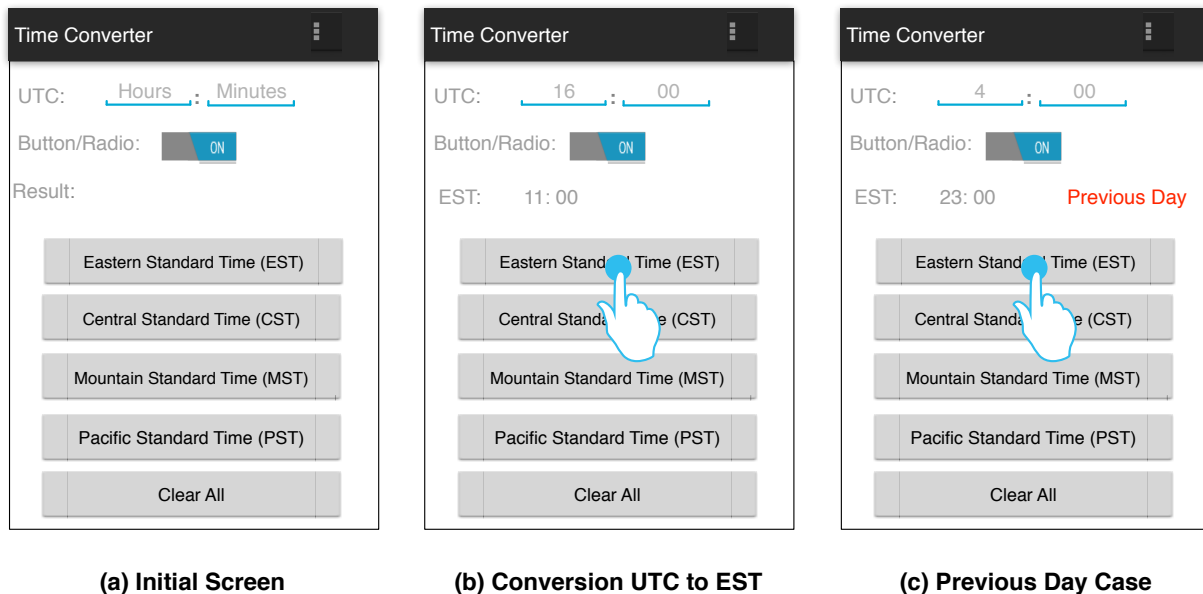 Time Converter
UTC: Hours : Minutes
Button/Radio: ON
Result:
Eastern Standard Time (EST)
Central Standard Time (CST)
Mountain Standard Time (MST)
Pacific Standard Time (PST)
Clear All
(a) Initial Screen
Time Converter
UTC: 16 : 00
Button/Radio: ON
EST: 11: 00
Eastern Stand Time (EST)
Central Standa e (CST)
Mountain Standard Time (MST)
Pacific Standard Time (PST)
Clear All
(b) Conversion UTC to EST
Time Converter
UTC: 4 : 00
Button/Radio: ON
EST: 23: 00 Previous Day
Eastern Stand Time (EST)
Central Standa e (CST)
Mountain Standard Time (MST)
Pacific Standard Time (PST)
Clear All
(c) Previous Day Case